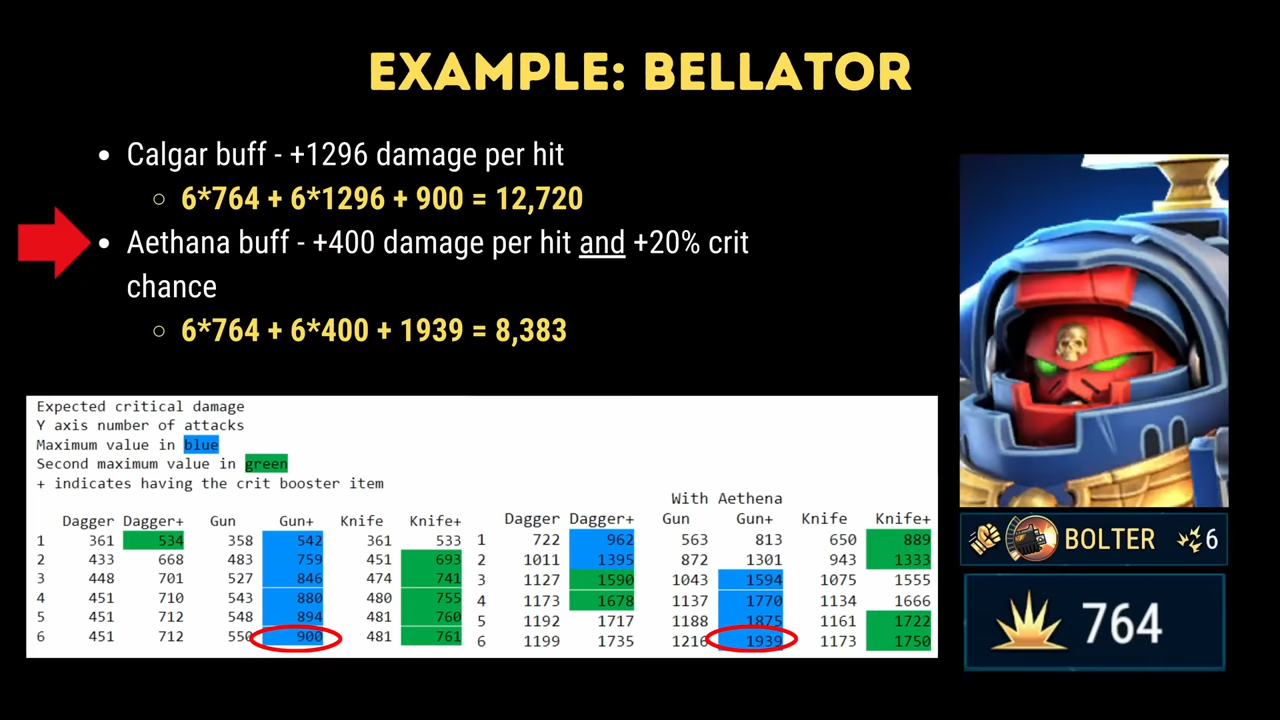 EXAMPLE: BELLATOR
• Calgar buff - +1296 damage per hit
○ 6*764 + 6*1296 + 900 = 12,720
• Aethana buff - +400 damage per hit and +20% crit
chance
○ 6*764 + 6*400 + 1939 = 8,383
Expected critical damage
Y axis number of attacks
Maximum value in blue
Second maximum value in green
+ indicates having the crit booster item
Dagger Dagger+ Gun Gun+ Knife Knife+
1 361 534 358 542 361 533
2 433 668 483 759 451 693
3 448 701 527 846 474 741
4 451 710 543 880 480 755
5 451 712 548 894 481 760
6 451 712 550 900 481 761
With Aethena
Dagger Dagger+ Gun Gun+ Knife Knife+
1 722 962 563 813 650 889
2 1011 1395 872 1301 943 1333
3 1127 1590 1043 1594 1075 1555
4 1173 1678 1137 1770 1134 1666
5 1192 1717 1188 1875 1161 1722
6 1199 1735 1216 1939 1173 1750
BOLTER 6
764